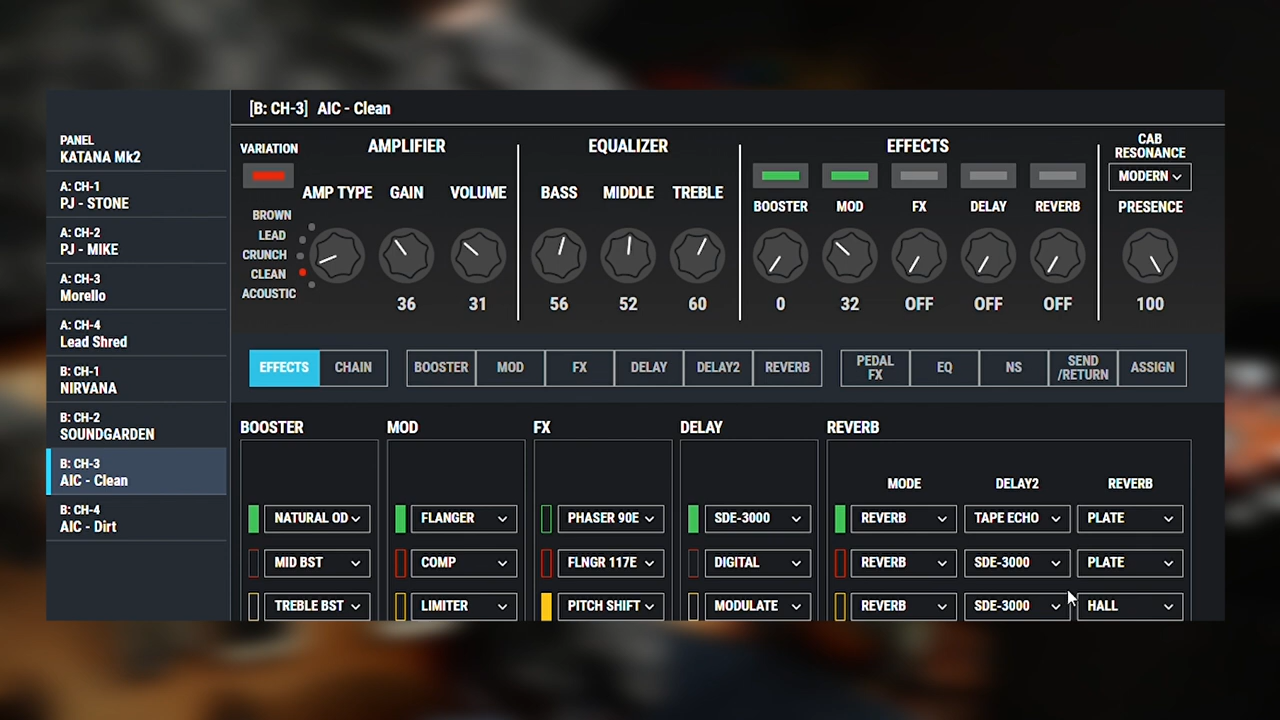 [B: CH-3] AIC - Clean
PANEL
KATANA Mk2
A: CH-1
PJ - STONE
A: CH-2
PJ - MIKE
A: CH-3
Morello
A: CH-4
Lead Shred
B: CH-1
NIRVANA
B: CH-2
SOUNDGARDEN
B: CH-3
AIC - Clean
B: CH-4
AIC - Dirt
VARIATION
AMPLIFIER
AMP TYPE GAIN VOLUME
BROWN
LEAD
CRUNCH
CLEAN
ACOUSTIC
36 31
EQUALIZER
BASS MIDDLE TREBLE
56 52 60
EFFECTS
BOOSTER MOD FX DELAY REVERB
0 32 OFF OFF OFF
CAB
RESONANCE
MODERN
PRESENCE
100
EFFECTS CHAIN BOOSTER MOD FX DELAY DELAY2 REVERB PEDAL FX EQ NS SEND /RETURN ASSIGN
BOOSTER MOD FX DELAY REVERB
MODE DELAY2 REVERB
NATURAL OD FLANGER PHASER 90E SDE-3000 REVERB TAPE ECHO PLATE
MID BST COMP FLNGR 117E DIGITAL REVERB SDE-3000 PLATE
TREBLE BST LIMITER PITCH SHIFT MODULATE REVERB SDE-3000 HALL